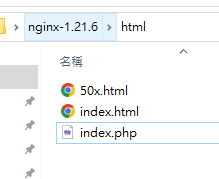 nginx-1.21.6 > html
名稱
50x.html
index.html
index.php